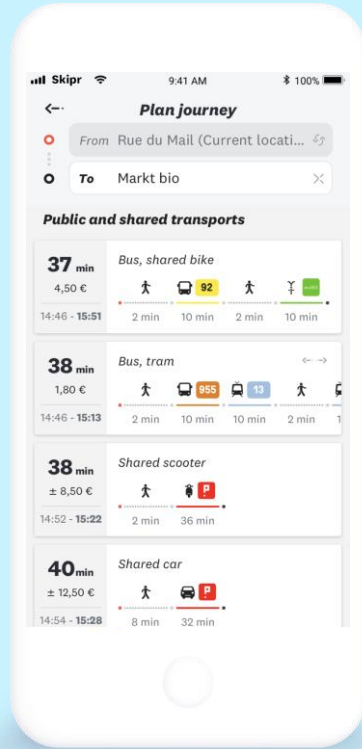 Skipr 9:41 AM 100%
Plan journey
From Rue du Mail (Current locati...
To Markt bio
Public and shared transports
37 min Bus, shared bike
4,50 € 92
14:46 - 15:51 2 min 10 min 2 min 10 min
38 min Bus, tram
1,80 € 955 13
14:46 - 15:13 2 min 10 min 10 min 2 min 1
38 min Shared scooter
± 8,50 € P
14:52 - 15:22 2 min 36 min
40 min Shared car
± 12,50 € P
14:54 - 15:28 8 min 32 min